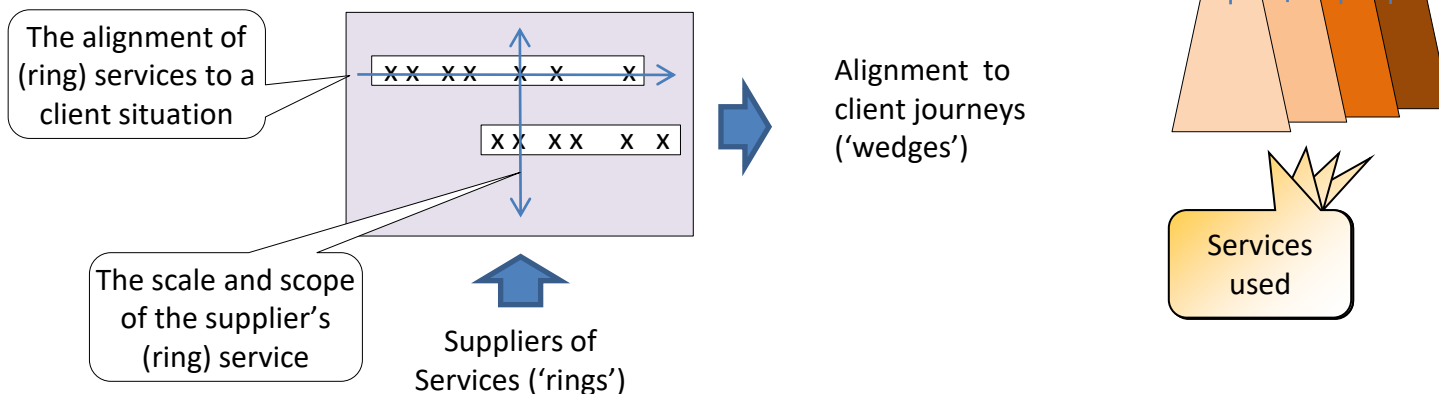 The alignment of
(ring) services to a
client situation
x x x x x x x
x x x x x x
The scale and scope
of the supplier's
(ring) service
Suppliers of
Services (‘rings’)
Alignment to
client journeys
(‘wedges’)
Services
used